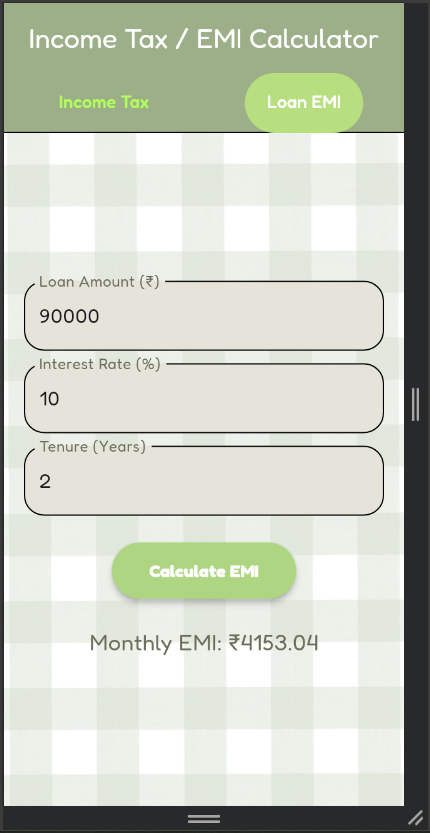 Income Tax / EMI Calculator
Income Tax
Loan EMI
Loan Amount (₹)
90000
Interest Rate (%)
10
Tenure (Years)
2
Calculate EMI
Monthly EMI: ₹4153.04